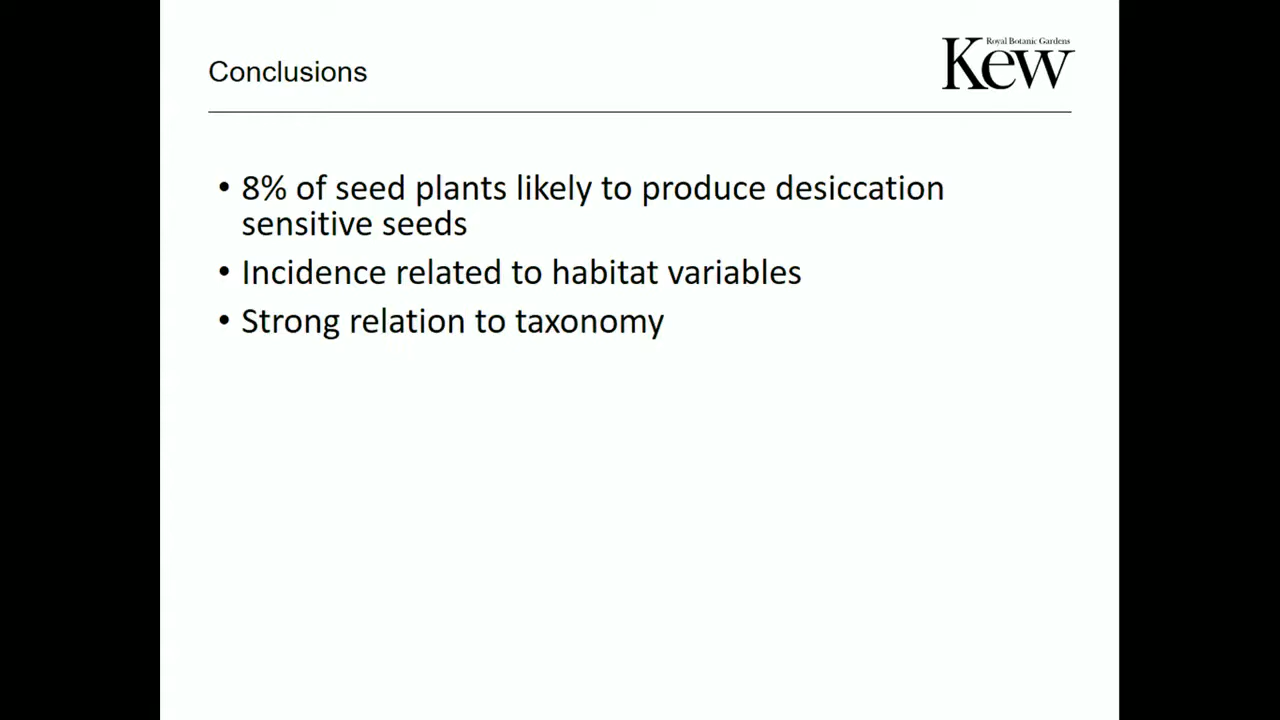 Royal Botanic Gardens
Kew
Conclusions
• 8% of seed plants likely to produce desiccation
sensitive seeds
• Incidence related to habitat variables
• Strong relation to taxonomy